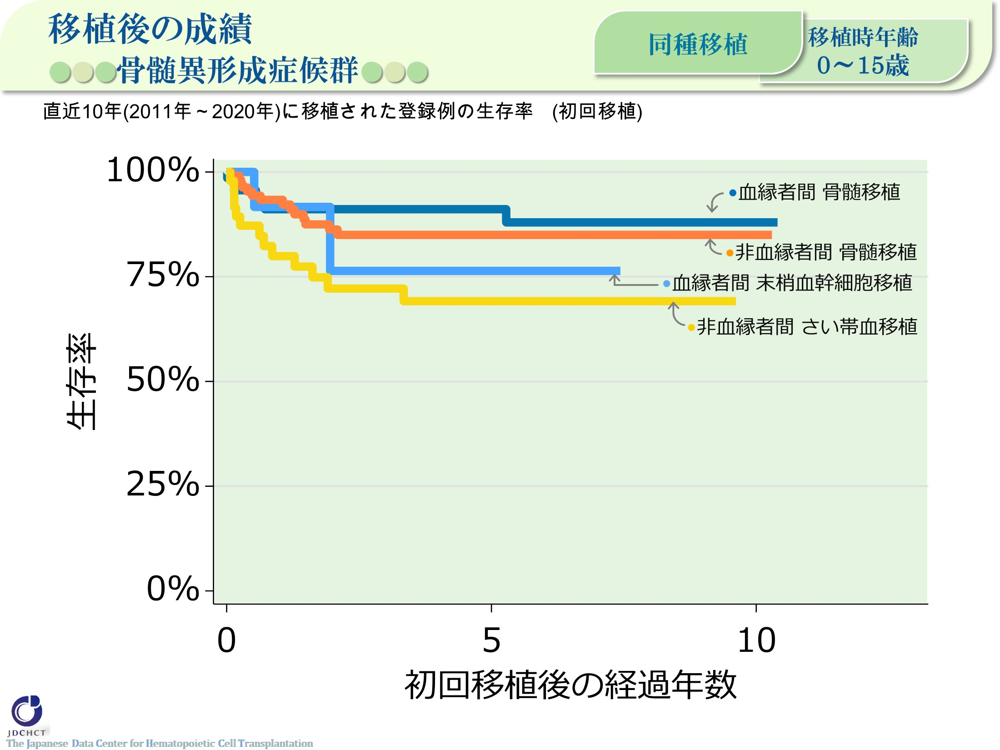 移植後の成績
骨髄異形成症候群
同種移植
移植時年齢
0～15歳
直近10年(2011年～2020年)に移植された登録例の生存率　(初回移植)
100%
75%
50%
25%
0%
生存率
血縁者間 骨髄移植
非血縁者間 骨髄移植
血縁者間 末梢血幹細胞移植
非血縁者間 さい帯血移植
0
5
10
初回移植後の経過年数
JDCHCT
The Japanese Data Center for Hematopoietic Cell Transplantation